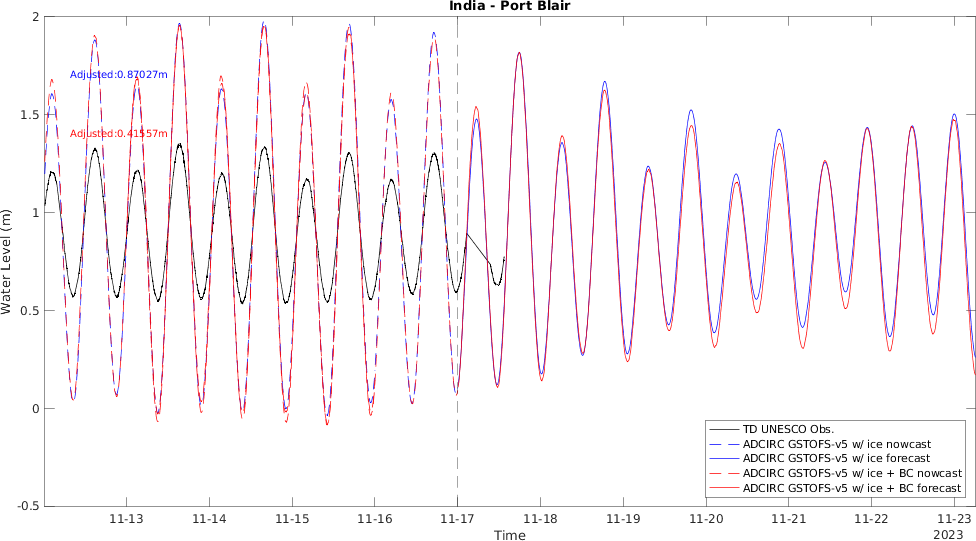 India - Port Blair
2
1.5
1
0.5
0
-0.5
Water Level (m)
Adjusted:0.87027m
Adjusted:0.41557m
TD UNESCO Obs.
ADCIRC GSTOFS-v5 w/ ice nowcast
ADCIRC GSTOFS-v5 w/ ice forecast
ADCIRC GSTOFS-v5 w/ ice + BC nowcast
ADCIRC GSTOFS-v5 w/ ice + BC forecast
11-13 11-14 11-15 11-16 11-17 11-18 11-19 11-20 11-21 11-22 11-23
Time
2023